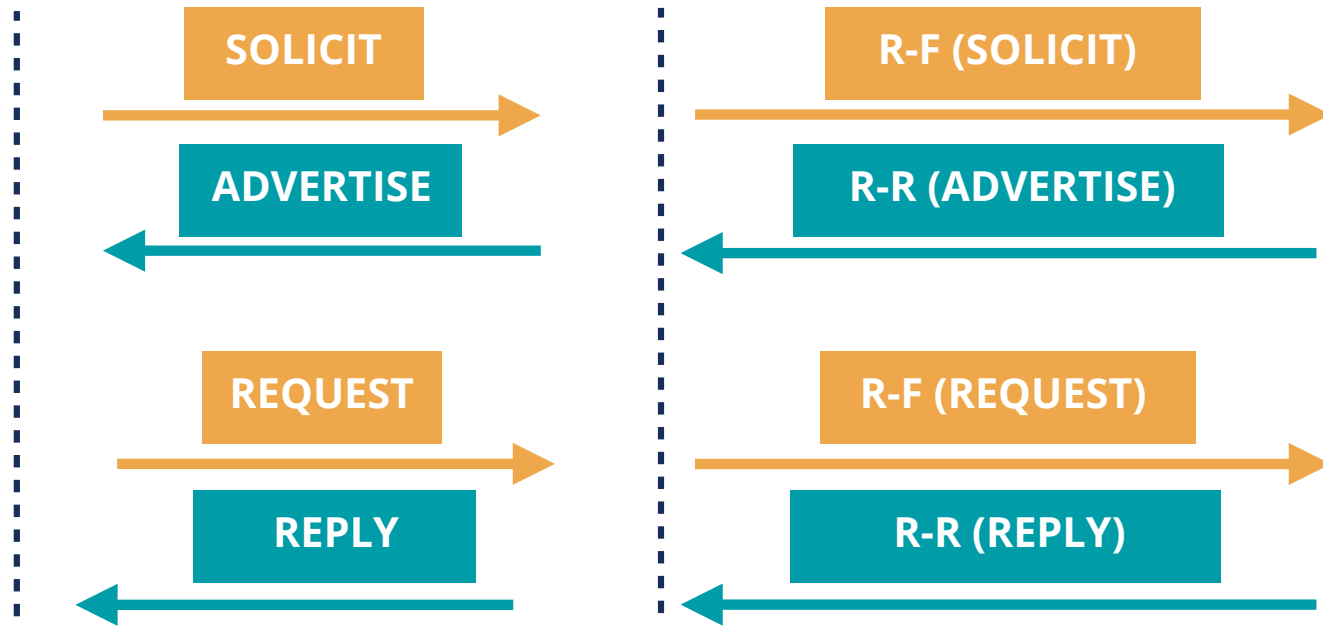 SOLICIT
R-F (SOLICIT)
ADVERTISE
R-R (ADVERTISE)
REQUEST
R-F (REQUEST)
REPLY
R-R (REPLY)